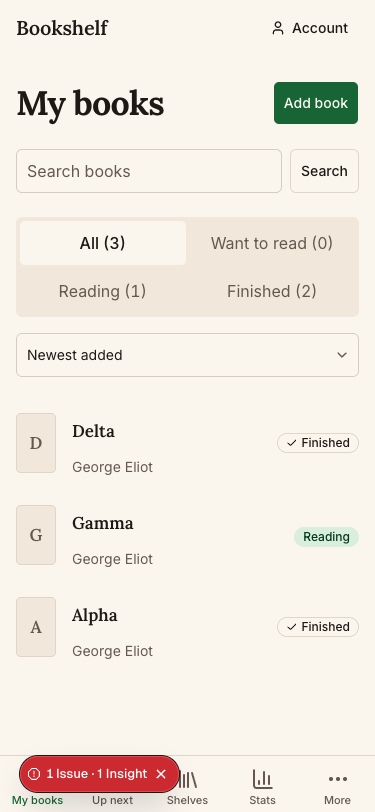 Bookshelf
Account
My books
Add book
Search books
Search
All (3)
Want to read (0)
Reading (1)
Finished (2)
Newest added
D
Delta
George Eliot
Finished
G
Gamma
George Eliot
Reading
A
Alpha
George Eliot
Finished
1 Issue · 1 Insight
My books
Up next
Shelves
Stats
More